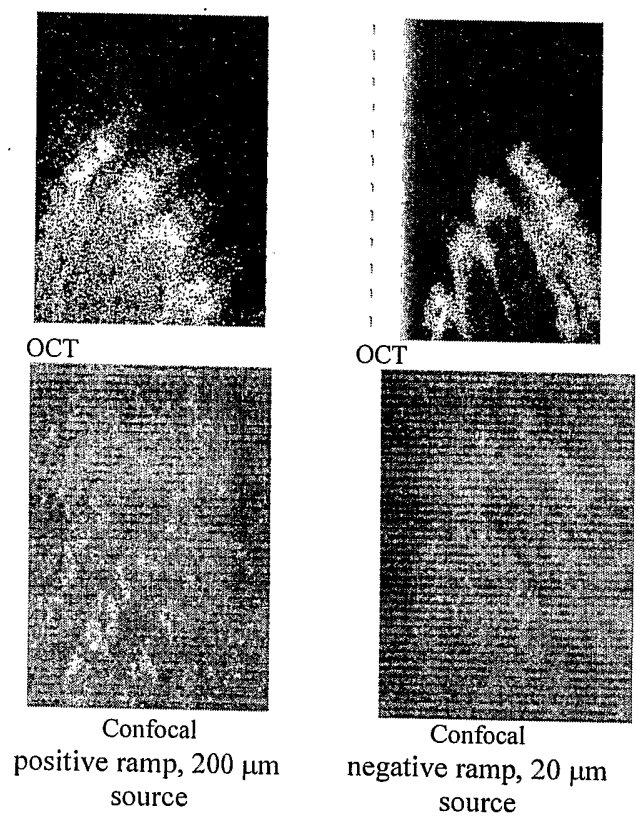 OCT
OCT
Confocal
positive ramp, 200 μm
source
Confocal
negative ramp, 20 μm
source